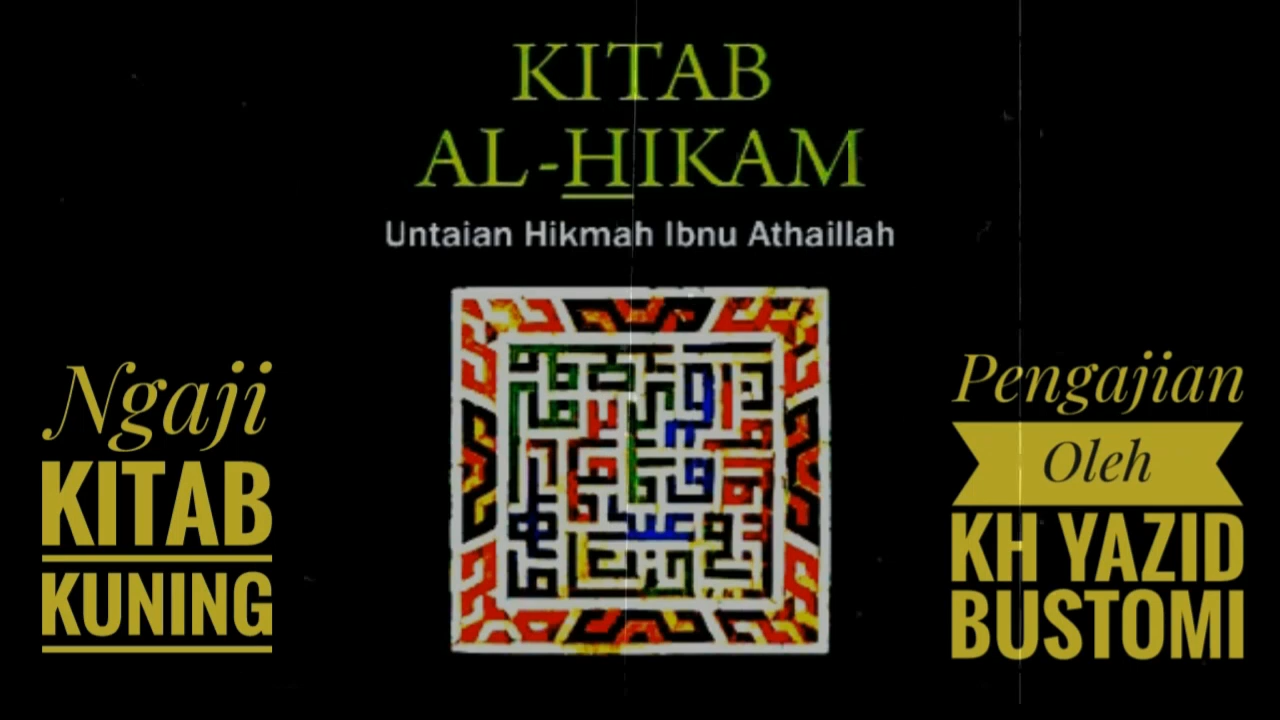 KITAB
AL-HIKAM
Untaian Hikmah Ibnu Athaillah
Ngaji
KITAB
KUNING
Pengajian
Oleh
KH YAZID
BUSTOMI